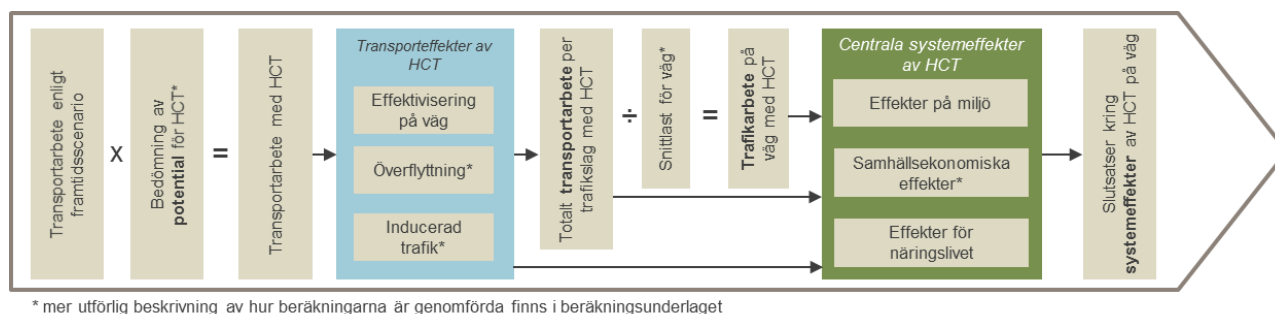 Transportarbete enligt
framtidsscenario
x
Bedömning av
potential för HCT*
=
Transportarbete med HCT
Transporteffekter av
HCT
Effektivisering
på väg
Överflyttning*
Inducerad
trafik*
Totalt transportarbete per
trafikslag med HCT
÷
Snittlast för väg*
=
Trafikarbete på
väg med HCT
Centrala systemeffekter
av HCT
Effekter på miljö
Samhällsekonomiska
effekter*
Effekter för
näringslivet
Slutsatser kring
systemeffekter av HCT på väg
* mer utförlig beskrivning av hur beräkningarna är genomförda finns i beräkningsunderlaget